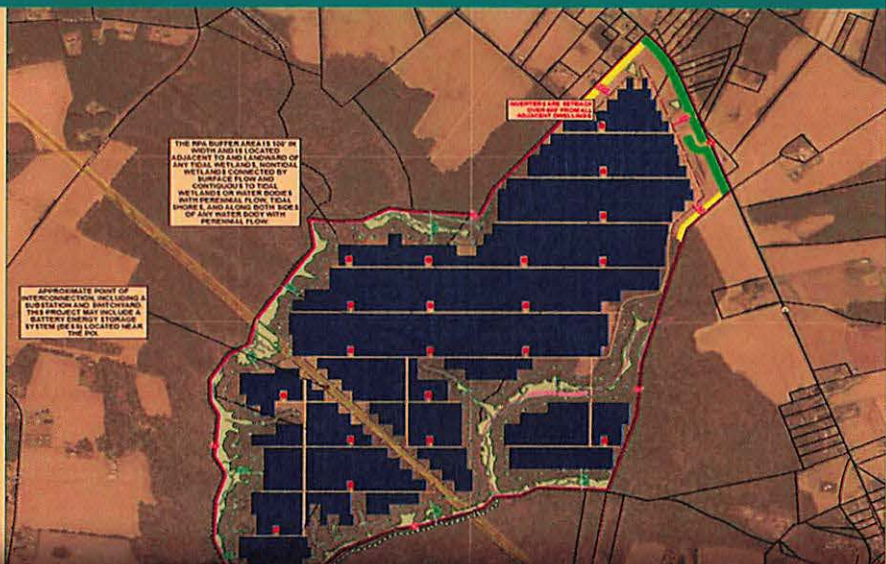 INVERTERS ARE SETBACK
FROM ALL
ADJACENT DWELLINGS
THE RPA BUFFER AREA IS 100' IN
WIDTH AND IS LOCATED
ADJACENT TO AND LANDWARD OF
ANY TIDAL WETLANDS, NONTIDAL
WETLANDS CONNECTED BY
SURFACE FLOW AND
CONTIGUOUS TO TIDAL
WETLANDS OR WATER BODIES
WITH PERENNIAL FLOW, TIDAL
SHORES, AND ALONG BOTH SIDES
OF ANY WATER BODY WITH
PERENNIAL FLOW.
APPROXIMATE POINT OF
INTERCONNECTION, INCLUDING A
SUBSTATION AND SWITCHYARD.
THIS PROJECT MAY INCLUDE A
BATTERY ENERGY STORAGE
SYSTEM (BESS) LOCATED NEAR
THE POI.